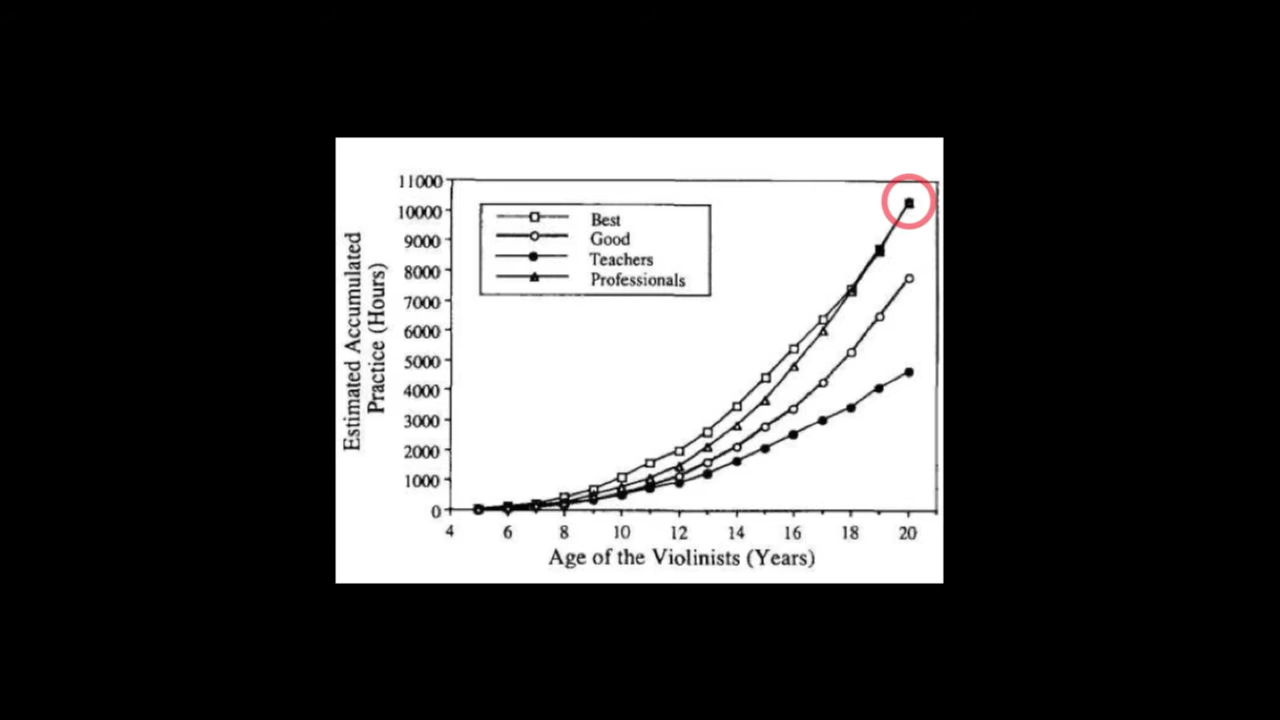 11000
10000
9000
8000
7000
6000
5000
4000
3000
2000
1000
0
Estimated Accumulated
Practice (Hours)
Best
Good
Teachers
Professionals
4 6 8 10 12 14 16 18 20
Age of the Violinists (Years)